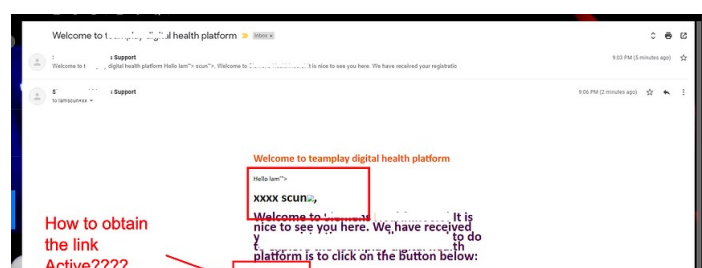 Welcome to t digital health platform Inbox x
Support 9:03 PM (5 minutes ago)
Welcome to t digital health platform Hello Iam"'> scun"'>, Welcome to It is nice to see you here. We have received your registratio
Support 9:06 PM (2 minutes ago)
to
Welcome to teamplay digital health platform
Hello Iam"'>
xxxx scun,
Welcome to It is
nice to see you here. We have received
to do
platform is to click on the button below:
How to obtain
the link
Active????